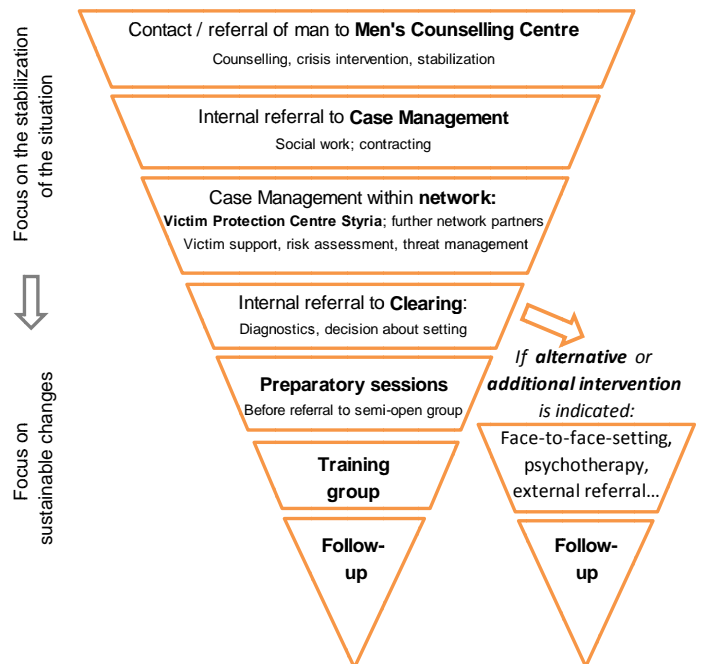 Contact / referral of man to Men's Counselling Centre
Counselling, crisis intervention, stabilization
Internal referral to Case Management
Social work; contracting
Case Management within network:
Victim Protection Centre Styria; further network partners
Victim support, risk assessment, threat management
Internal referral to Clearing:
Diagnostics, decision about setting
Preparatory sessions
Before referral to semi-open group
Training
group
Follow-
up
If alternative or
additional intervention
is indicated:
Face-to-face-setting,
psychotherapy,
external referral...
Follow-
up
Focus on the stabilization
of the situation
Focus on
sustainable changes